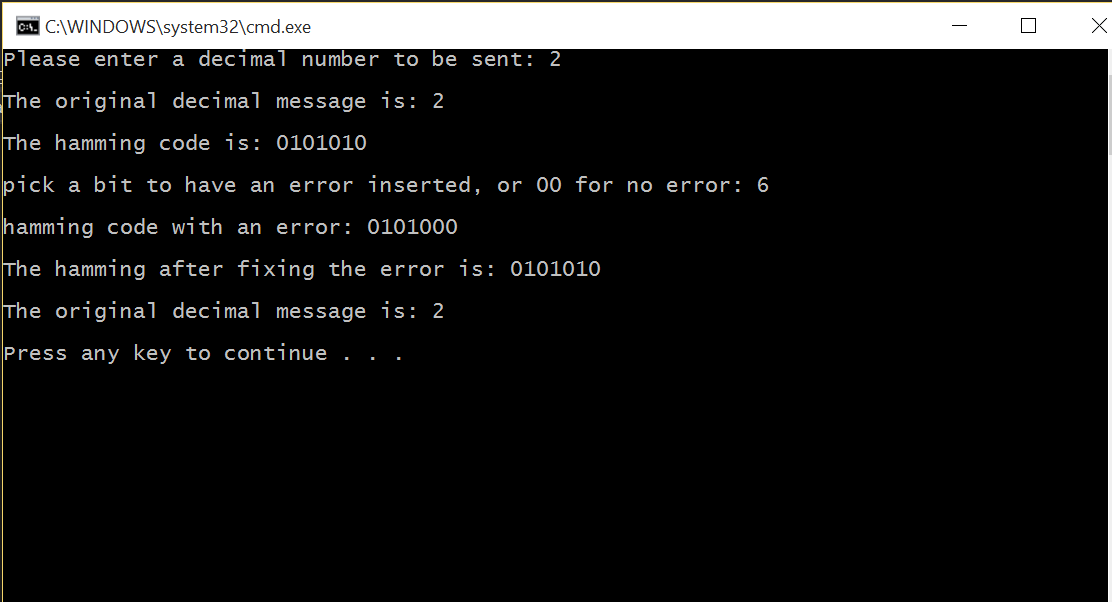 C:\WINDOWS\system32\cmd.exe
Please enter a decimal number to be sent: 2
The original decimal message is: 2
The hamming code is: 0101010
pick a bit to have an error inserted, or 00 for no error: 6
hamming code with an error: 0101000
The hamming after fixing the error is: 0101010
The original decimal message is: 2
Press any key to continue . . .